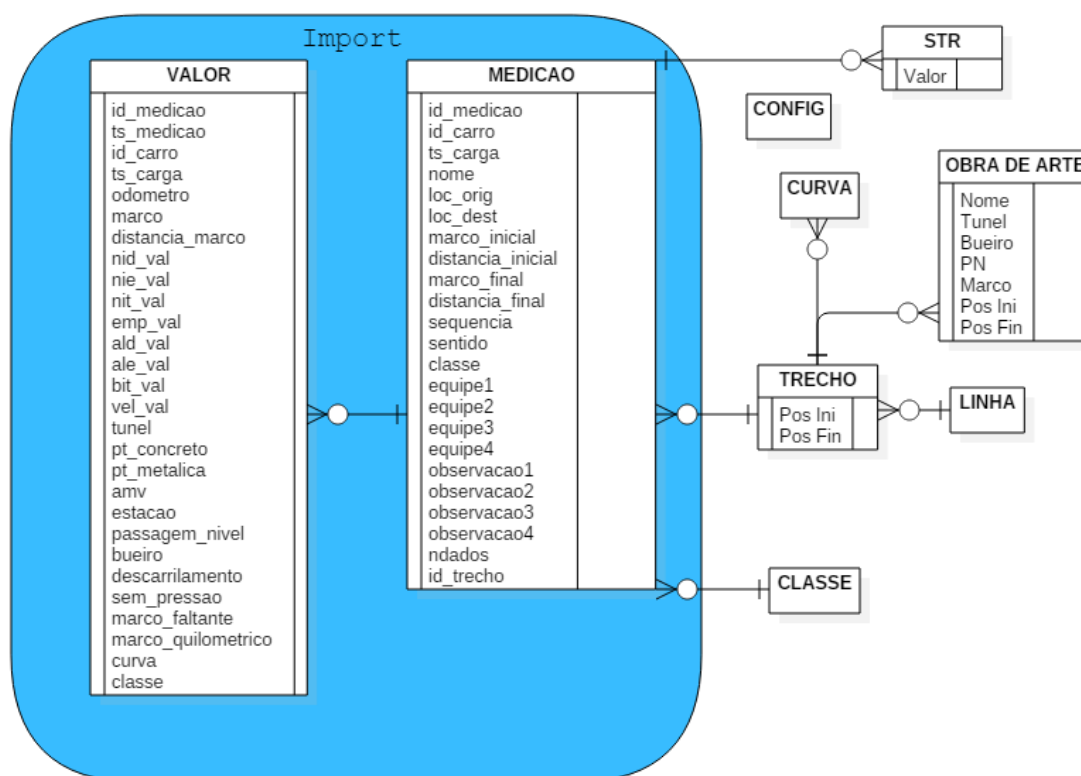 Import
VALOR
id_medicao
ts_medicao
id_carro
ts_carga
odometro
marco
distancia_marco
nid_val
nie_val
nit_val
emp_val
ald_val
ale_val
bit_val
vel_val
tunel
pt_concreto
pt_metalica
amv
estacao
passagem_nivel
bueiro
descarrilamento
sem_pressao
marco_faltante
marco_quilometrico
curva
classe
MEDICAO
id_medicao
id_carro
ts_carga
nome
loc_orig
loc_dest
marco_inicial
distancia_inicial
marco_final
distancia_final
sequencia
sentido
classe
equipe1
equipe2
equipe3
equipe4
observacao1
observacao2
observacao3
observacao4
ndados
id_trecho
STR
Valor
CONFIG
CURVA
OBRA DE ARTE
Nome
Tunel
Bueiro
PN
Marco
Pos Ini
Pos Fin
TRECHO
Pos Ini
Pos Fin
LINHA
CLASSE